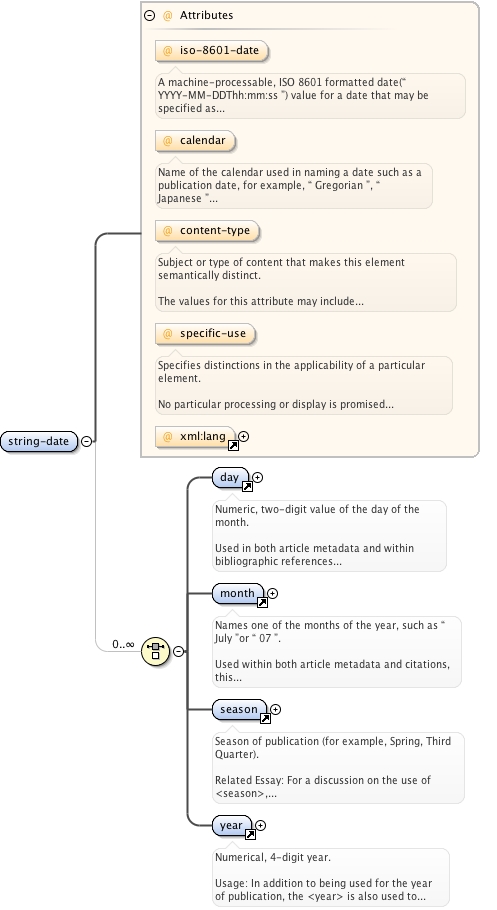 @ Attributes
@ iso-8601-date
A machine-processable, ISO 8601 formatted date(“
YYYY-MM-DDThh:mm:ss ”) value for a date that may be
specified as...
@ calendar
Name of the calendar used in naming a date such as a
publication date, for example, “ Gregorian ”, “
Japanese ”...
@ content-type
Subject or type of content that makes this element
semantically distinct.
The values for this attribute may include...
@ specific-use
Specifies distinctions in the applicability of a particular
element.
No particular processing or display is promised...
@ xml:lang
string-date
day
Numeric, two-digit value of the day of the
month.
Used in both article metadata and within
bibliographic references...
month
Names one of the months of the year, such as “
July ”or “ 07 ”.
Used within both article metadata and citations,
this...
0..∞
season
Season of publication (for example, Spring, Third
Quarter).
Related Essay: For a discussion on the use of
<season>,...
year
Numerical, 4-digit year.
Usage: In addition to being used for the year
of publication, the <year> is also used to...